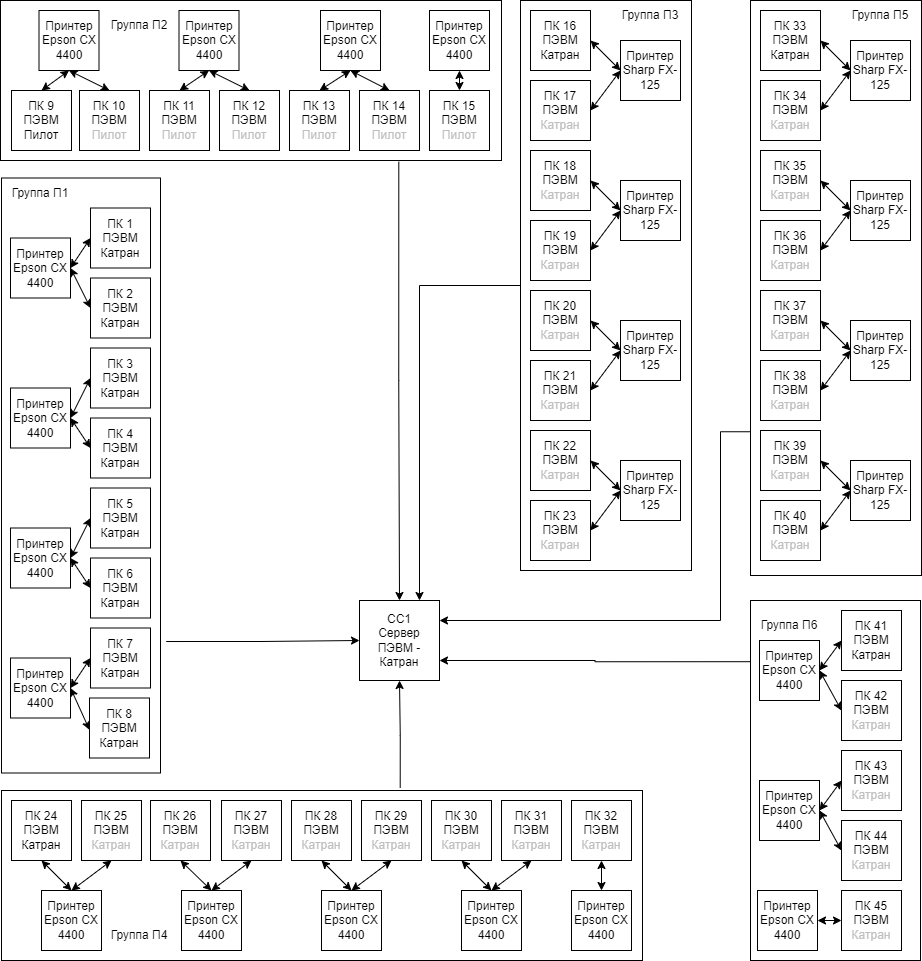 Группа П2
Принтер
Epson CX
4400
Принтер
Epson CX
4400
Принтер
Epson CX
4400
Принтер
Epson CX
4400
ПК 9
ПЭВМ
Пилот
ПК 10
ПЭВМ
Пилот
ПК 11
ПЭВМ
Пилот
ПК 12
ПЭВМ
Пилот
ПК 13
ПЭВМ
Пилот
ПК 14
ПЭВМ
Пилот
ПК 15
ПЭВМ
Пилот
Группа П1
Принтер
Epson CX
4400
ПК 1
ПЭВМ
Катран
ПК 2
ПЭВМ
Катран
Принтер
Epson CX
4400
ПК 3
ПЭВМ
Катран
ПК 4
ПЭВМ
Катран
Принтер
Epson CX
4400
ПК 5
ПЭВМ
Катран
ПК 6
ПЭВМ
Катран
Принтер
Epson CX
4400
ПК 7
ПЭВМ
Катран
ПК 8
ПЭВМ
Катран
Группа П3
ПК 16
ПЭВМ
Катран
ПК 17
ПЭВМ
Катран
Принтер
Sharp FX-
125
ПК 18
ПЭВМ
Катран
ПК 19
ПЭВМ
Катран
Принтер
Sharp FX-
125
ПК 20
ПЭВМ
Катран
ПК 21
ПЭВМ
Катран
Принтер
Sharp FX-
125
ПК 22
ПЭВМ
Катран
ПК 23
ПЭВМ
Катран
Принтер
Sharp FX-
125
Группа П5
ПК 33
ПЭВМ
Катран
ПК 34
ПЭВМ
Катран
Принтер
Sharp FX-
125
ПК 35
ПЭВМ
Катран
ПК 36
ПЭВМ
Катран
Принтер
Sharp FX-
125
ПК 37
ПЭВМ
Катран
ПК 38
ПЭВМ
Катран
Принтер
Sharp FX-
125
ПК 39
ПЭВМ
Катран
ПК 40
ПЭВМ
Катран
Принтер
Sharp FX-
125
СС1
Сервер
ПЭВМ -
Катран
ПК 24
ПЭВМ
Катран
ПК 25
ПЭВМ
Катран
ПК 26
ПЭВМ
Катран
ПК 27
ПЭВМ
Катран
ПК 28
ПЭВМ
Катран
ПК 29
ПЭВМ
Катран
ПК 30
ПЭВМ
Катран
ПК 31
ПЭВМ
Катран
ПК 32
ПЭВМ
Катран
Принтер
Epson CX
4400
Принтер
Epson CX
4400
Принтер
Epson CX
4400
Принтер
Epson CX
4400
Принтер
Epson CX
4400
Группа П4
Группа П6
Принтер
Epson CX
4400
ПК 41
ПЭВМ
Катран
ПК 42
ПЭВМ
Катран
Принтер
Epson CX
4400
ПК 43
ПЭВМ
Катран
ПК 44
ПЭВМ
Катран
Принтер
Epson CX
4400
ПК 45
ПЭВМ
Катран